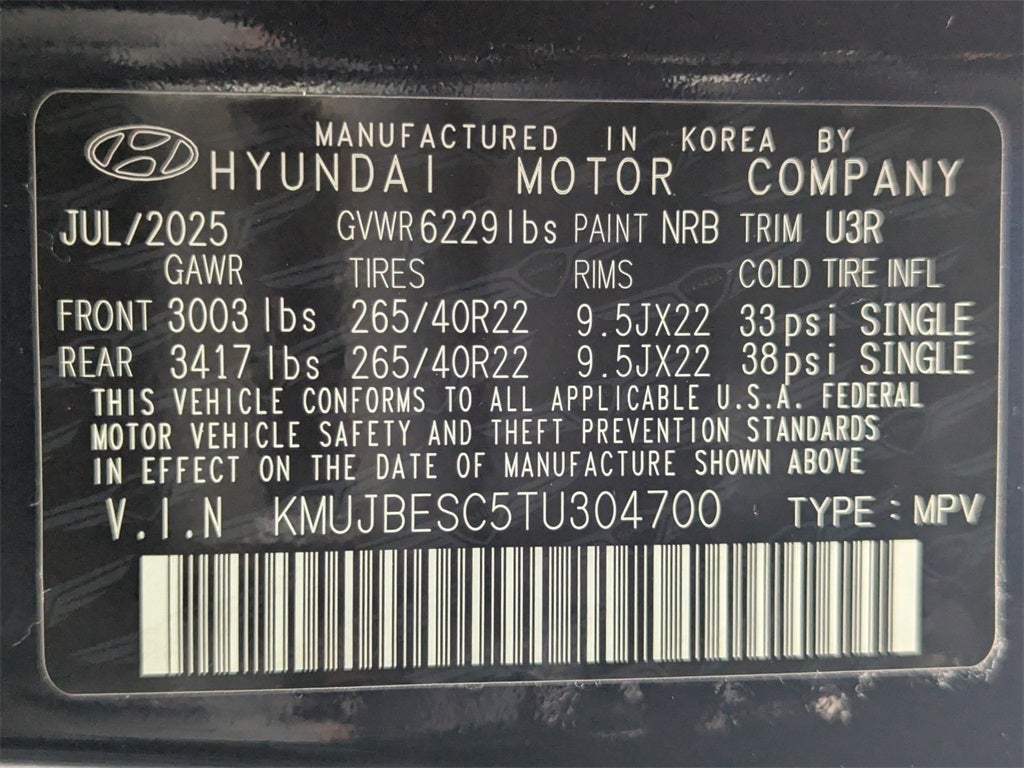 MANUFACTURED IN KOREA BY
HYUNDAI MOTOR COMPANY
JUL/2025 GVWR 6229lbs PAINT NRB TRIM U3R
GAWR TIRES RIMS COLD TIRE INFL
FRONT 3003 lbs 265/40R22 9.5JX22 33psi SINGLE
REAR 3417 lbs 265/40R22 9.5JX22 38psi SINGLE
THIS VEHICLE CONFORMS TO ALL APPLICABLE U.S.A. FEDERAL
MOTOR VEHICLE SAFETY AND THEFT PREVENTION STANDARDS
IN EFFECT ON THE DATE OF MANUFACTURE SHOWN ABOVE
V.I.N KMUJBESC5TU304700 TYPE : MPV